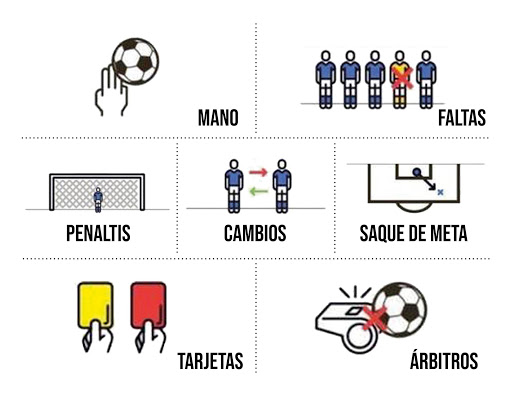 MANO
FALTAS
PENALTIS
CAMBIOS
SAQUE DE META
TARJETAS
ÁRBITROS